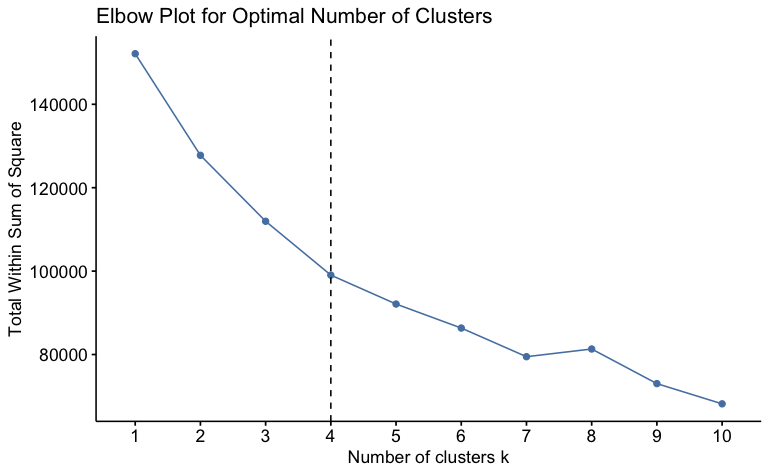 Elbow Plot for Optimal Number of Clusters
Total Within Sum of Square
140000
120000
100000
80000
1 2 3 4 5 6 7 8 9 10
Number of clusters k